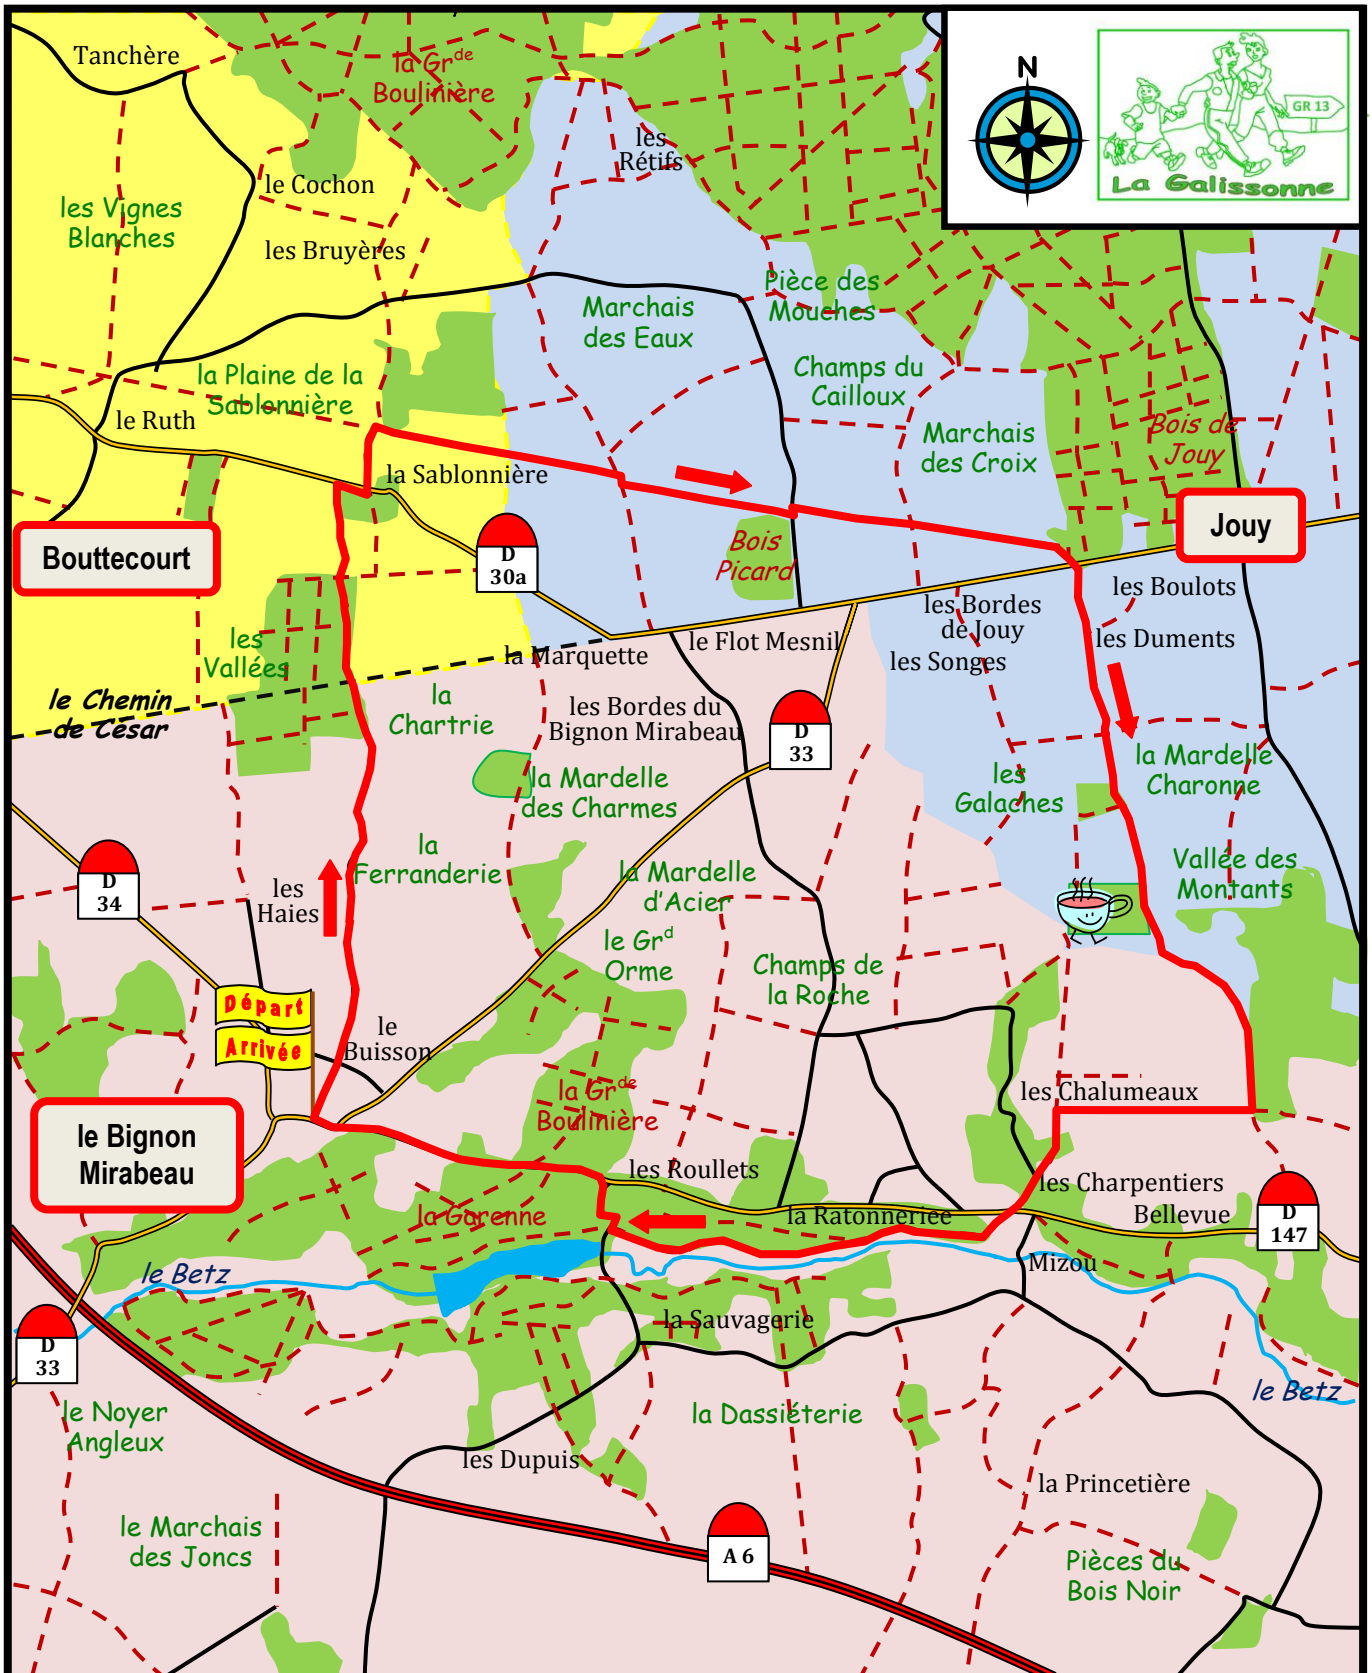 Tanchère
la Gr^de
Boulinière
N
GR 13
La Galissonne
les
Rétifs
le Cochon
les Vignes
Blanches
les Bruyères
Pièce des
Mouches
Marchais
des Eaux
Champs du
Cailloux
la Plaine de la
Sablonnière
le Ruth
Marchais
des Croix
Bois de
Jouy
la Sablonnière
Jouy
Bouttecourt
D
30a
Bois
Picard
les Boulots
les Bordes
de Jouy
les Duments
les
Vallées
le Flot Mesnil
la Marquette
les Songes
le Chemin
de César
la
Chartrie
les Bordes du
Bignon Mirabeau
D
33
la Mardelle
Charonne
la Mardelle
des Charmes
les
Galaches
la
Ferranderie
la Mardelle
d'Acier
Vallée des
Montants
D
34
les
Haies
le Gr^d
Orme
Champs de
la Roche
Départ
Arrivée
le
Buisson
la Gr^de
Boulinière
les Chalumeaux
le Bignon
Mirabeau
les Roullets
les Charpentiers
la Garenne
la Ratonneriee
Bellevue
D
147
le Betz
Mizou
la Sauvagerie
D
33
le Betz
le Noyer
Angleux
la Dassiéterie
les Dupuis
la Princetière
le Marchais
des Joncs
A 6
Pièces du
Bois Noir